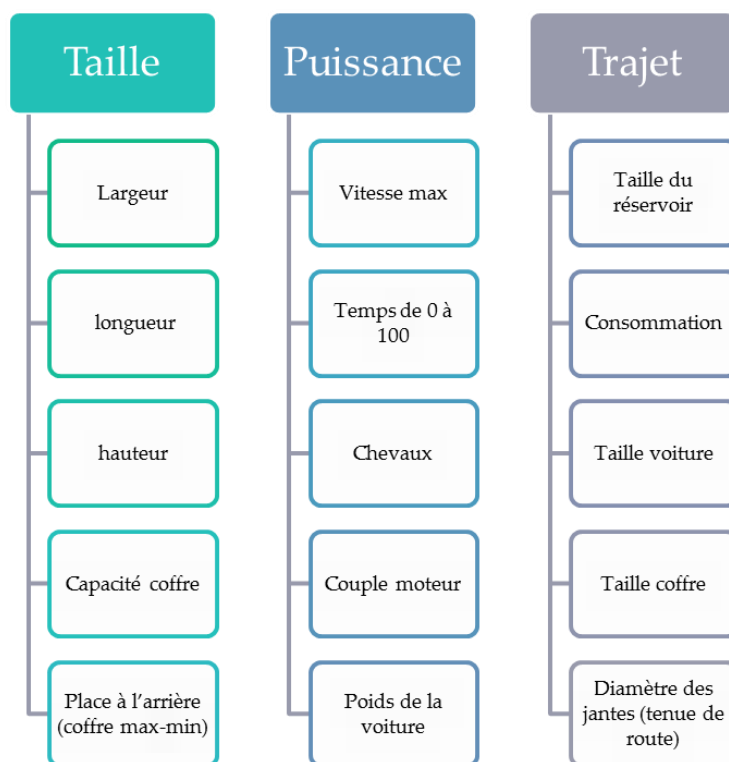 Taille
Largeur
longueur
hauteur
Capacité coffre
Place à l'arrière
(coffre max-min)
Puissance
Vitesse max
Temps de 0 à
100
Chevaux
Couple moteur
Poids de la
voiture
Trajet
Taille du
réservoir
Consommation
Taille voiture
Taille coffre
Diamètre des
jantes (tenue de
route)